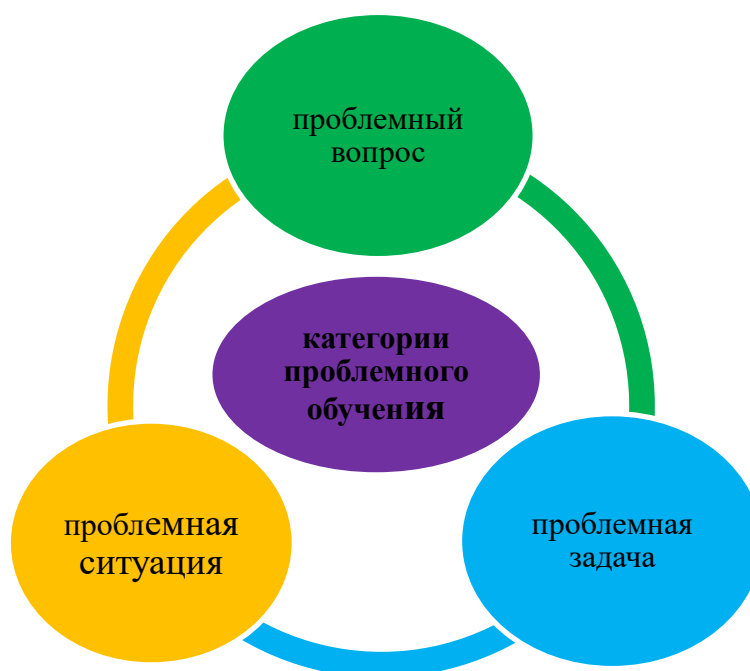 проблемный
вопрос
категории
проблемного
обучения
проблемная
ситуация
проблемная
задача